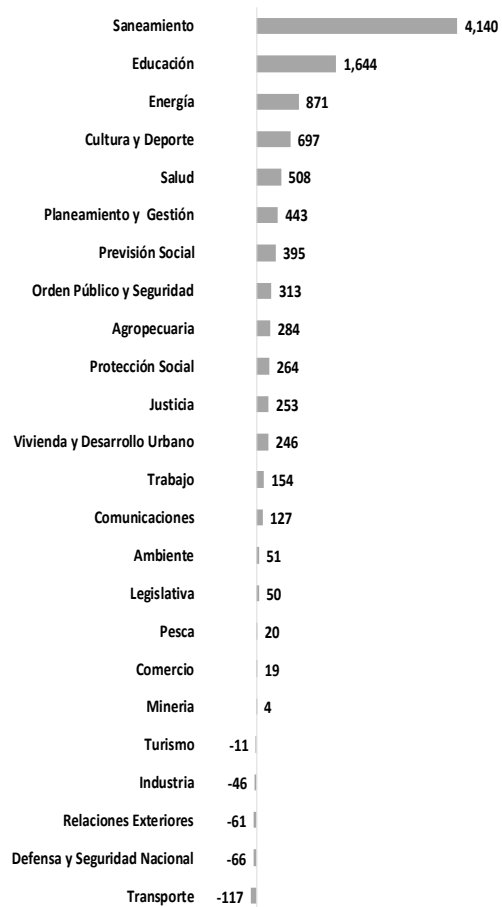 Saneamiento 4,140
Educación 1,644
Energía 871
Cultura y Deporte 697
Salud 508
Planeamiento y Gestión 443
Previsión Social 395
Orden Público y Seguridad 313
Agropecuaria 284
Protección Social 264
Justicia 253
Vivienda y Desarrollo Urbano 246
Trabajo 154
Comunicaciones 127
Ambiente 51
Legislativa 50
Pesca 20
Comercio 19
Mineria 4
Turismo -11
Industria -46
Relaciones Exteriores -61
Defensa y Seguridad Nacional -66
Transporte -117